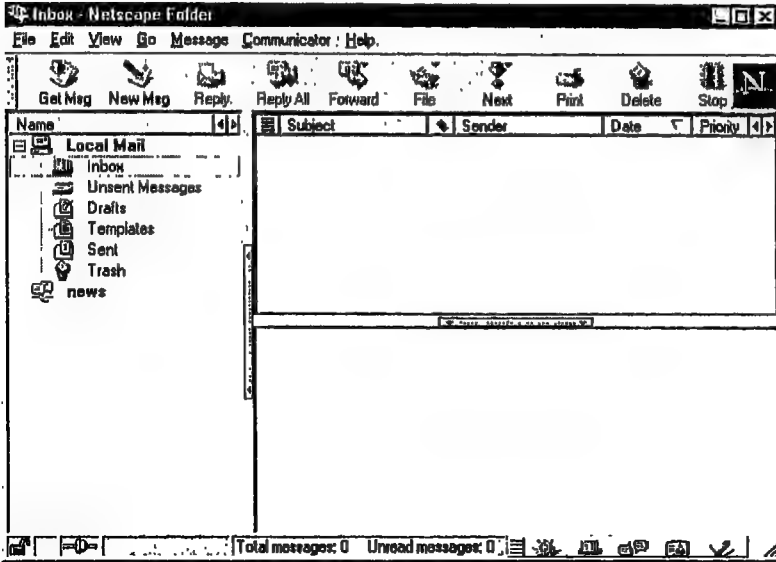 Inbox - Netscape Folder
File Edit View Go Message Communicator Help
Get Msg New Msg Reply Reply All Forward File Next Print Delete Stop N
Name Subject Sender Date Priority
Local Mail
Inbox
Unsent Messages
Drafts
Templates
Sent
Trash
news
Total messages: 0 Unread messages: 0